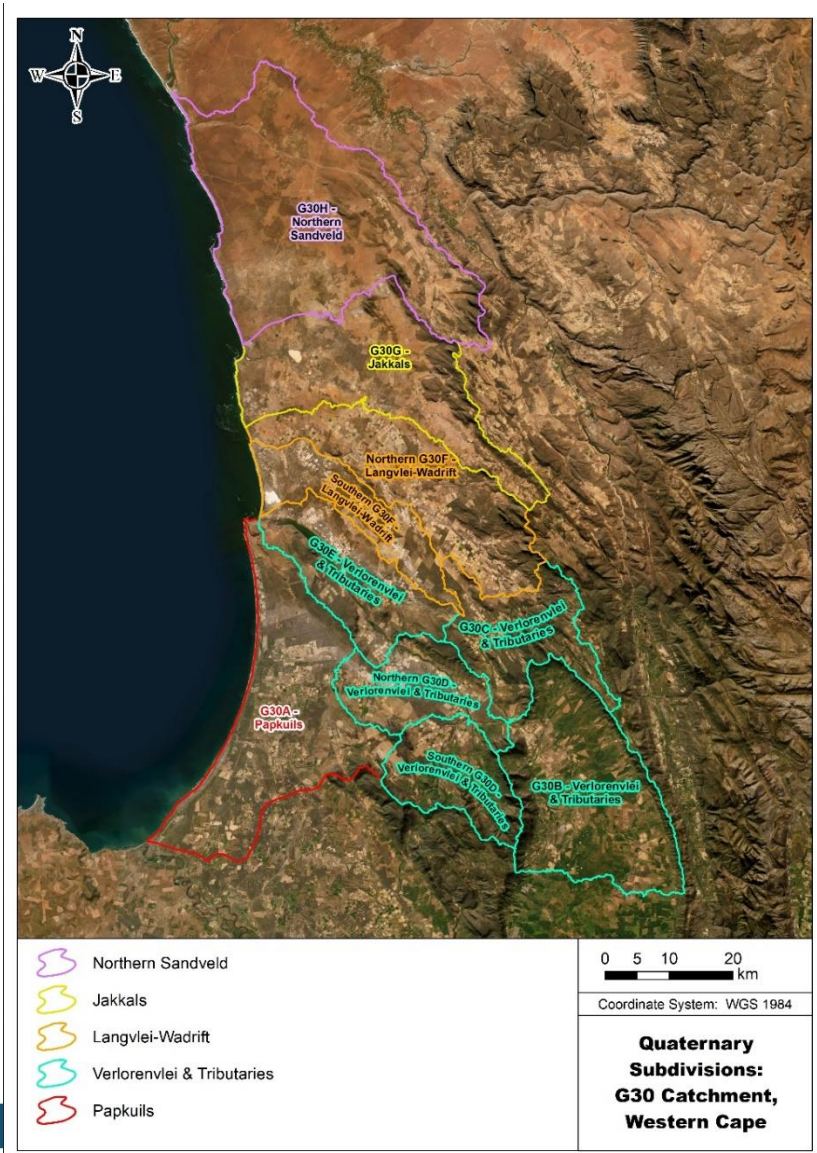 N
W
E
S
G30H -
Northern
Sandveld
G30G -
Jakkals
Northern G30F -
Langvlei-Wadrift
Southern G30F -
Langvlei-Wadrift
G30E - Verlorenvlei
& Tributaries
G30C - Verlorenvlei
& Tributaries
Northern G30D -
Verlorenvlei & Tributaries
G30A -
Papkuils
Southern G30D -
Verlorenvlei & Tributaries
G30B - Verlorenvlei
& Tributaries
Northern Sandveld
Jakkals
Langvlei-Wadrift
Verlorenvlei & Tributaries
Papkuils
0 5 10 20
km
Coordinate System: WGS 1984
Quaternary
Subdivisions:
G30 Catchment,
Western Cape